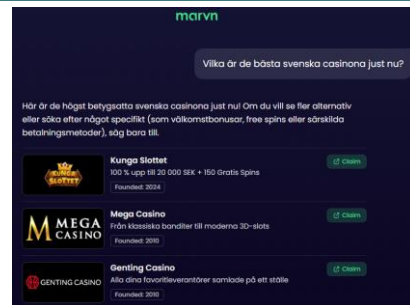 marvn
Vilka är de bästa svenska casinona just nu?
Här är de högst betygsatta svenska casinona just nu! Om du vill se fler alternativ
eller söka efter något specifikt (som välkomstbonusar, free spins eller särskilda
betalningsmetoder), säg bara till.
KUNGA
SLOTTET
Kunga Slottet
100 % upp till 20 000 SEK + 150 Gratis Spins
Founded: 2024
Claim
MEGA
CASINO
Mega Casino
Från klassiska banditer till moderna 3D-slots
Founded: 2010
Claim
GENTING CASINO
Genting Casino
Alla dina favoritleverantörer samlade på ett ställe
Founded: 2010
Claim